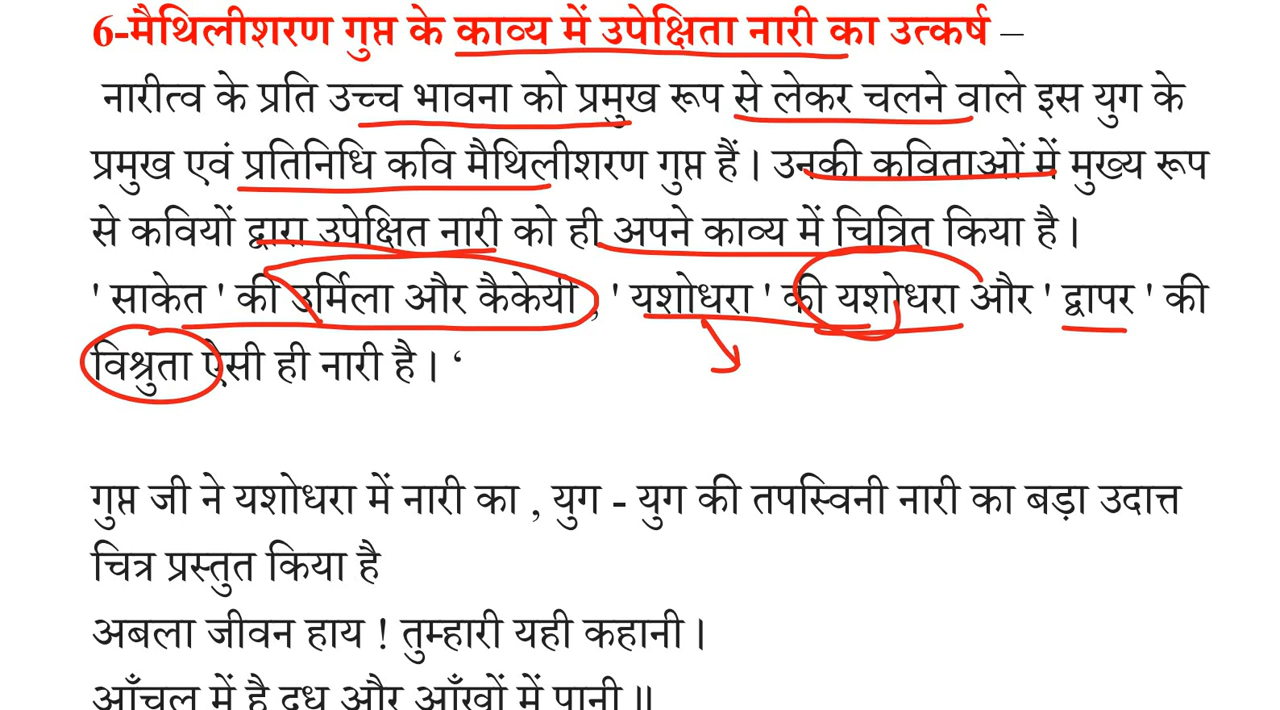 6-मैथिलीशरण गुप्त के काव्य में उपेक्षिता नारी का उत्कर्ष –
नारीत्व के प्रति उच्च भावना को प्रमुख रूप से लेकर चलने वाले इस युग के
प्रमुख एवं प्रतिनिधि कवि मैथिलीशरण गुप्त हैं। उनकी कविताओं में मुख्य रूप
से कवियों द्वारा उपेक्षित नारी को ही अपने काव्य में चित्रित किया है।
' साकेत ' की उर्मिला और कैकेयी , ' यशोधरा ' की यशोधरा और ' द्वापर ' की
विश्रुता ऐसी ही नारी है। ‘
गुप्त जी ने यशोधरा में नारी का , युग - युग की तपस्विनी नारी का बड़ा उदात्त
चित्र प्रस्तुत किया है
अबला जीवन हाय ! तुम्हारी यही कहानी।
आँचल में है दूध और आँखों में पानी॥